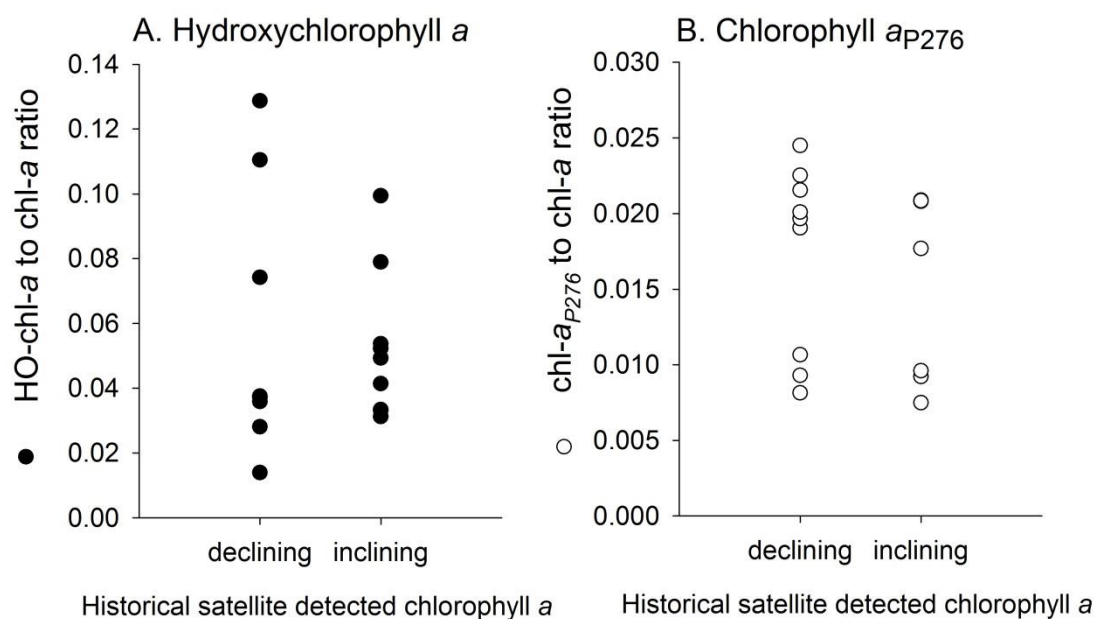 A. Hydroxychlorophyll a
HO-chl-a to chl-a ratio
0.14
0.12
0.10
0.08
0.06
0.04
0.02
0.00
declining inclining
Historical satellite detected chlorophyll a
B. Chlorophyll aP276
chl-aP276 to chl-a ratio
0.030
0.025
0.020
0.015
0.010
0.005
0.000
declining inclining
Historical satellite detected chlorophyll a